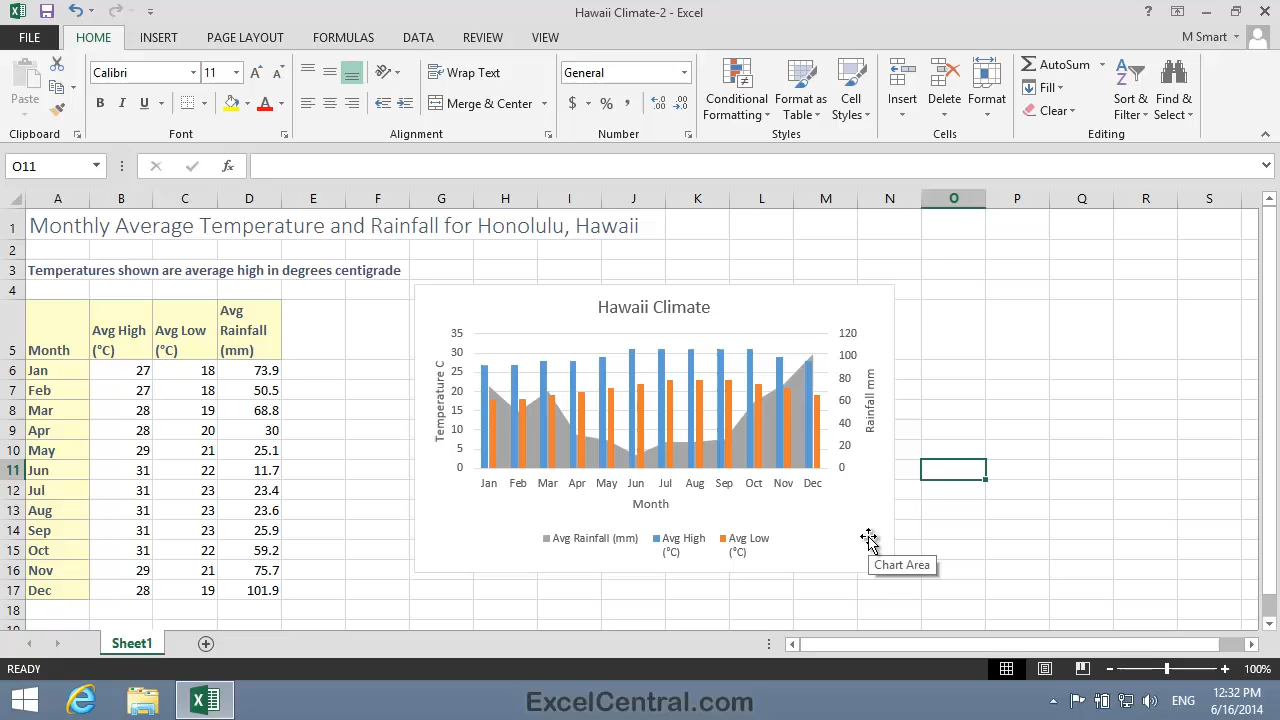 Hawaii Climate-2 - Excel
FILE HOME INSERT PAGE LAYOUT FORMULAS DATA REVIEW VIEW M Smart
Paste
Calibri 11
B I U A
Wrap Text
Merge & Center
General
$ % ,
Conditional Formatting
Format as Table
Cell Styles
Insert Delete Format
AutoSum
Fill
Clear
Sort & Filter
Find & Select
Clipboard Font Alignment Number Styles Cells Editing
O11 fx
A B C D E F G H I J K L M N O P Q R S
1 Monthly Average Temperature and Rainfall for Honolulu, Hawaii
2
3 Temperatures shown are average high in degrees centigrade
4
5 Month Avg High (°C) Avg Low (°C) Avg Rainfall (mm)
6 Jan 27 18 73.9
7 Feb 27 18 50.5
8 Mar 28 19 68.8
9 Apr 28 20 30
10 May 29 21 25.1
11 Jun 31 22 11.7
12 Jul 31 23 23.4
13 Aug 31 23 23.6
14 Sep 31 23 25.9
15 Oct 31 22 59.2
16 Nov 29 21 75.7
17 Dec 28 19 101.9
18
Hawaii Climate
Temperature C
35
30
25
20
15
10
5
0
120
100
80
60
40
20
0
Rainfall mm
Jan Feb Mar Apr May Jun Jul Aug Sep Oct Nov Dec
Month
Avg Rainfall (mm) Avg High (°C) Avg Low (°C)
Chart Area
Sheet1
READY 100%
ExcelCentral.com
ENG
12:32 PM
6/16/2014